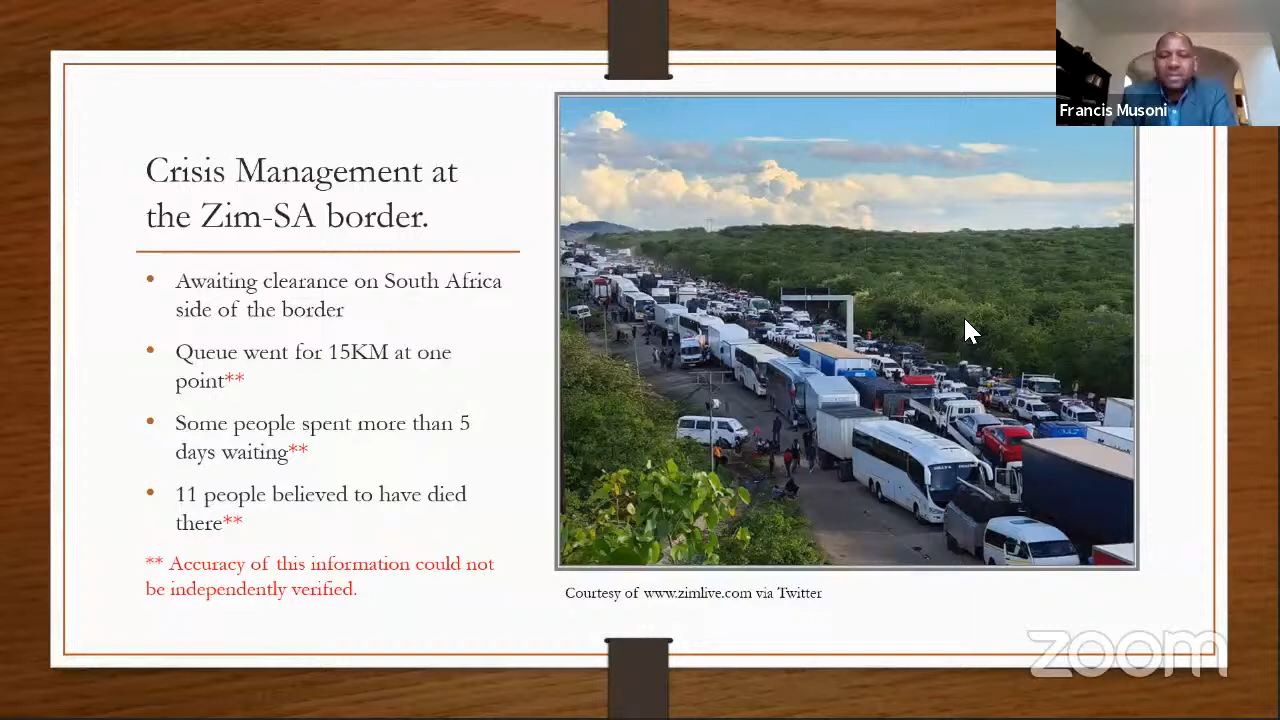 Francis Musoni
Crisis Management at
the Zim-SA border.
• Awaiting clearance on South Africa
side of the border
• Queue went for 15KM at one
point**
• Some people spent more than 5
days waiting**
• 11 people believed to have died
there**
** Accuracy of this information could not
be independently verified.
Courtesy of www.zimlive.com via Twitter
zoom